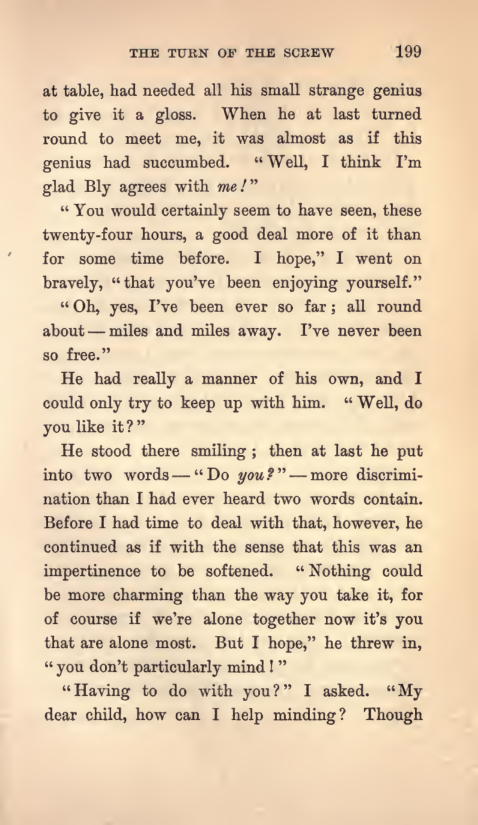 THE TURN OF THE SCREW 199
at table, had needed all his small strange genius
to give it a gloss. When he at last turned
round to meet me, it was almost as if this
genius had succumbed. “Well, I think I’m
glad Bly agrees with me!”
“You would certainly seem to have seen, these
twenty-four hours, a good deal more of it than
for some time before. I hope,” I went on
bravely, “that you’ve been enjoying yourself.”
“Oh, yes, I’ve been ever so far; all round
about—miles and miles away. I’ve never been
so free.”
He had really a manner of his own, and I
could only try to keep up with him. “Well, do
you like it?”
He stood there smiling; then at last he put
into two words—“Do you?”—more discrimi-
nation than I had ever heard two words contain.
Before I had time to deal with that, however, he
continued as if with the sense that this was an
impertinence to be softened. “Nothing could
be more charming than the way you take it, for
of course if we’re alone together now it’s you
that are alone most. But I hope,” he threw in,
“you don’t particularly mind!”
“Having to do with you?” I asked. “My
dear child, how can I help minding? Though